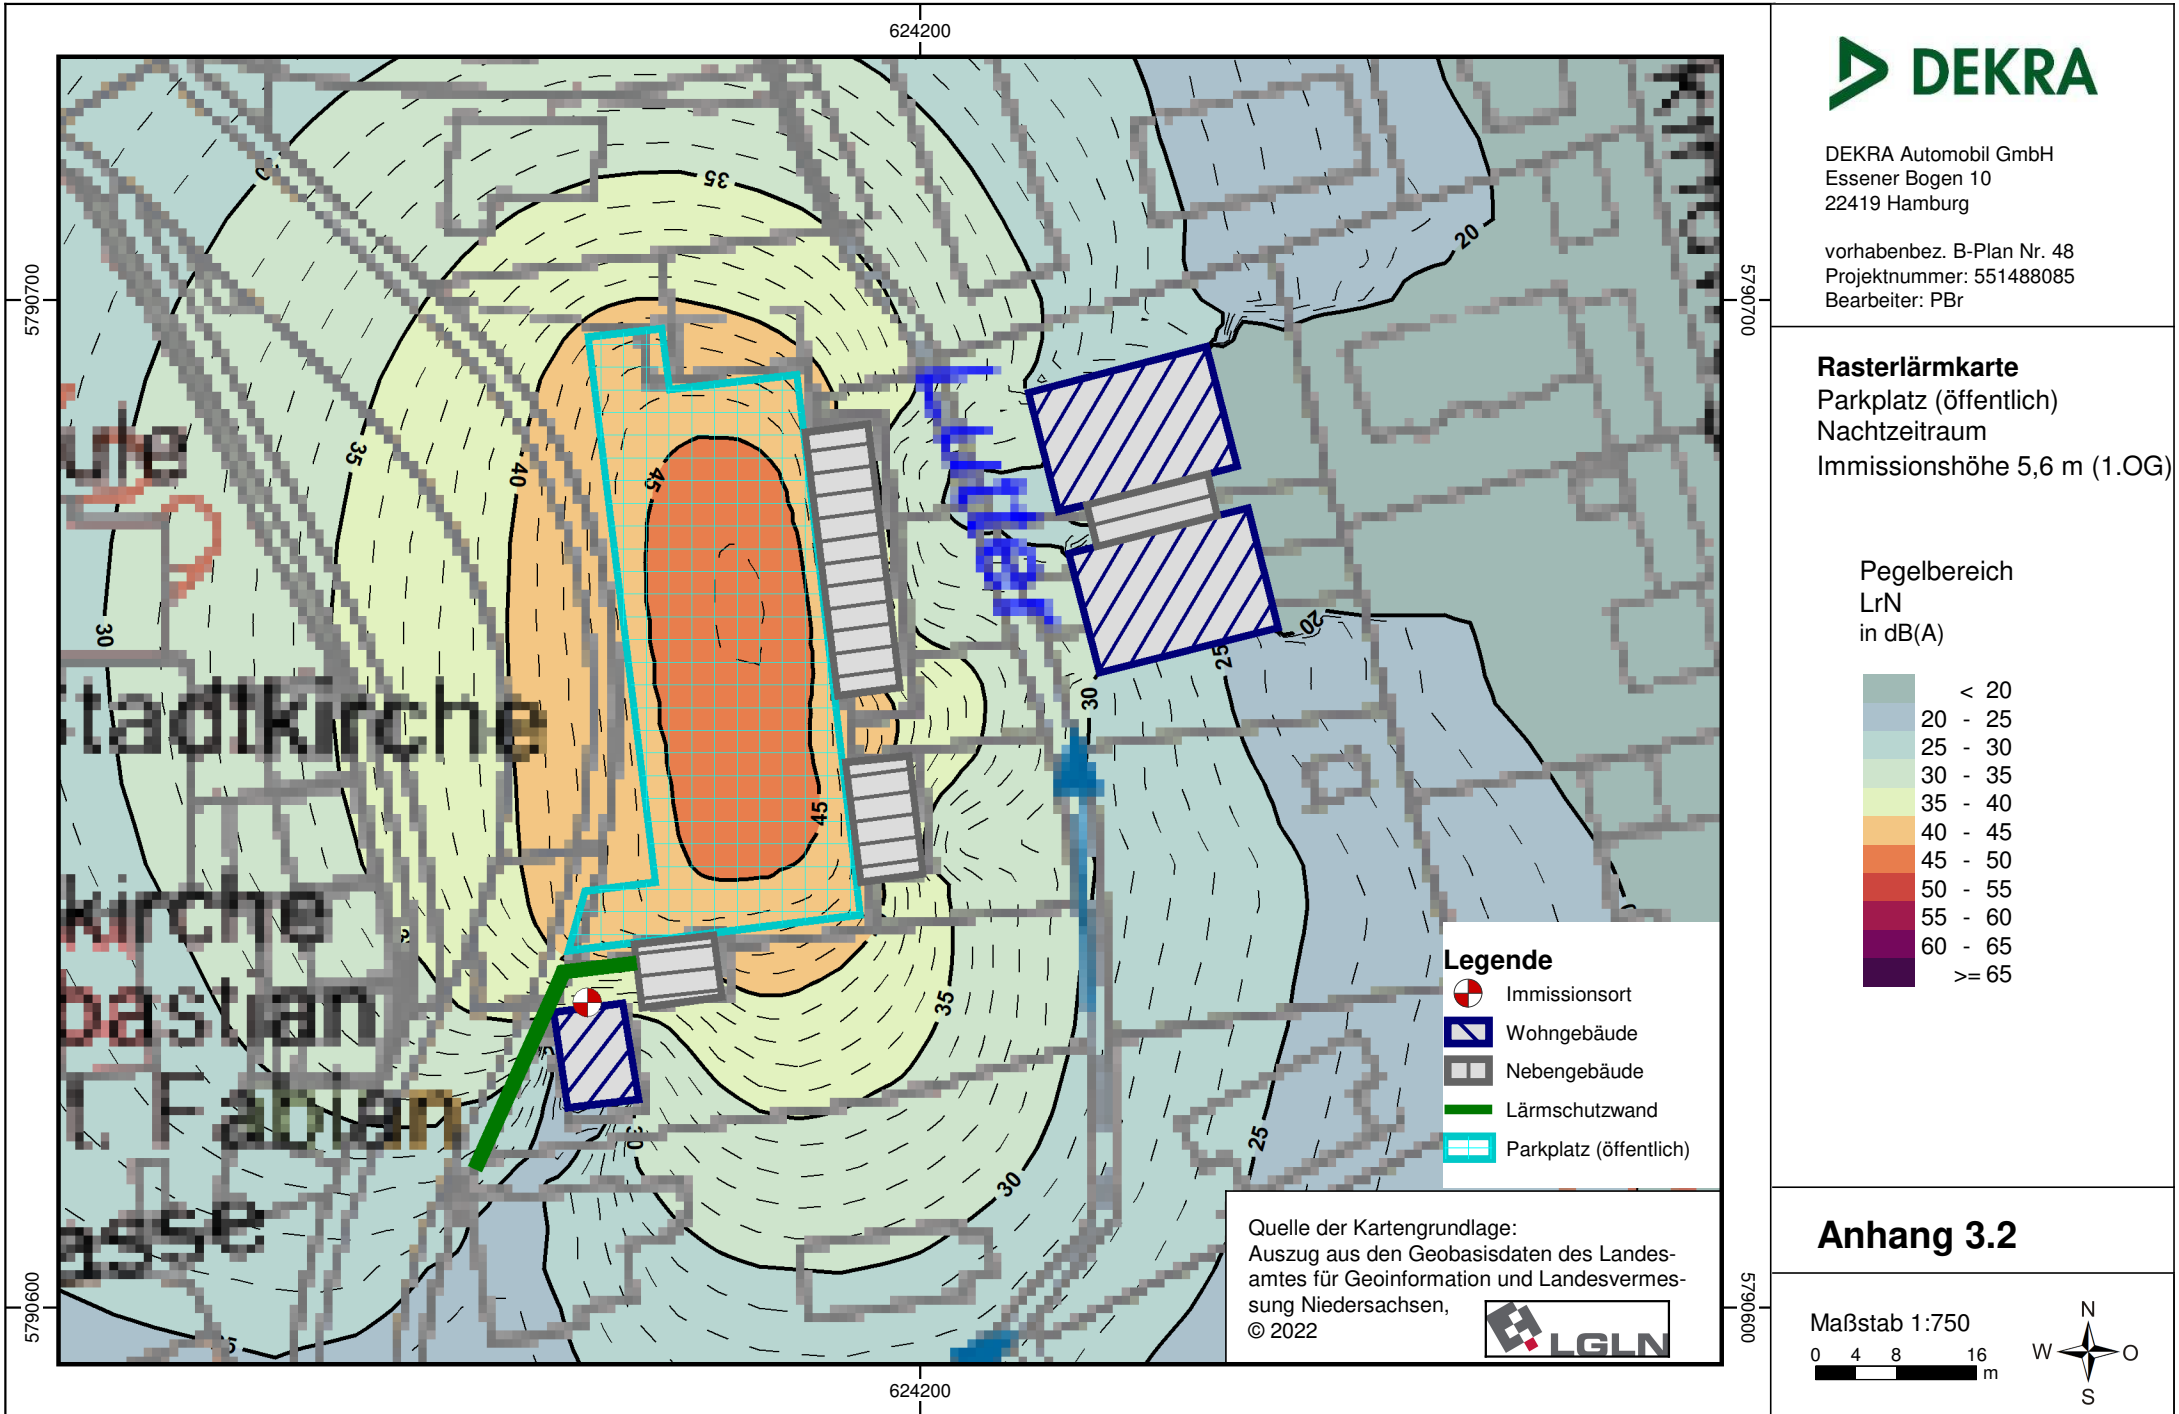 624200
DEKRA
DEKRA Automobil GmbH
Essener Bogen 10
22419 Hamburg
vorhabenbez. B-Plan Nr. 48
Projektnummer: 551488085
Bearbeiter: PBr
Rasterlärmkarte
Parkplatz (öffentlich)
Nachtzeitraum
Immissionshöhe 5,6 m (1.OG)
Pegelbereich
LrN
in dB(A)
< 20
20 - 25
25 - 30
30 - 35
35 - 40
40 - 45
45 - 50
50 - 55
55 - 60
60 - 65
>= 65
5790700
5790700
35
20
35
40
45
30
20
25
30
45
35
25
30
30
Stadtkirche
kirche
Fabian
Legende
Immissionsort
Wohngebäude
Nebengebäude
Lärmschutzwand
Parkplatz (öffentlich)
Quelle der Kartengrundlage:
Auszug aus den Geobasisdaten des Landes-
amtes für Geoinformation und Landesvermes-
sung Niedersachsen,
© 2022
LGLN
5790600
5790600
624200
Anhang 3.2
Maßstab 1:750
0 4 8 16
m
N
W O
S